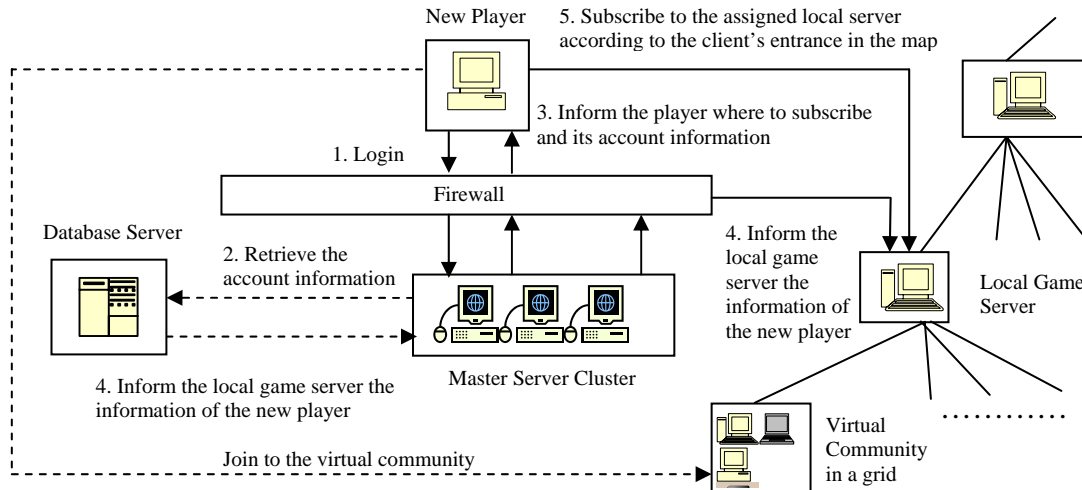 New Player
5. Subscribe to the assigned local server
according to the client's entrance in the map
3. Inform the player where to subscribe
and its account information
1. Login
Firewall
Database Server
2. Retrieve the
account information
4. Inform the
local game
server the
information of
the new player
Local Game
Server
4. Inform the local game server the
information of the new player
Master Server Cluster
Join to the virtual community
Virtual
Community
in a grid